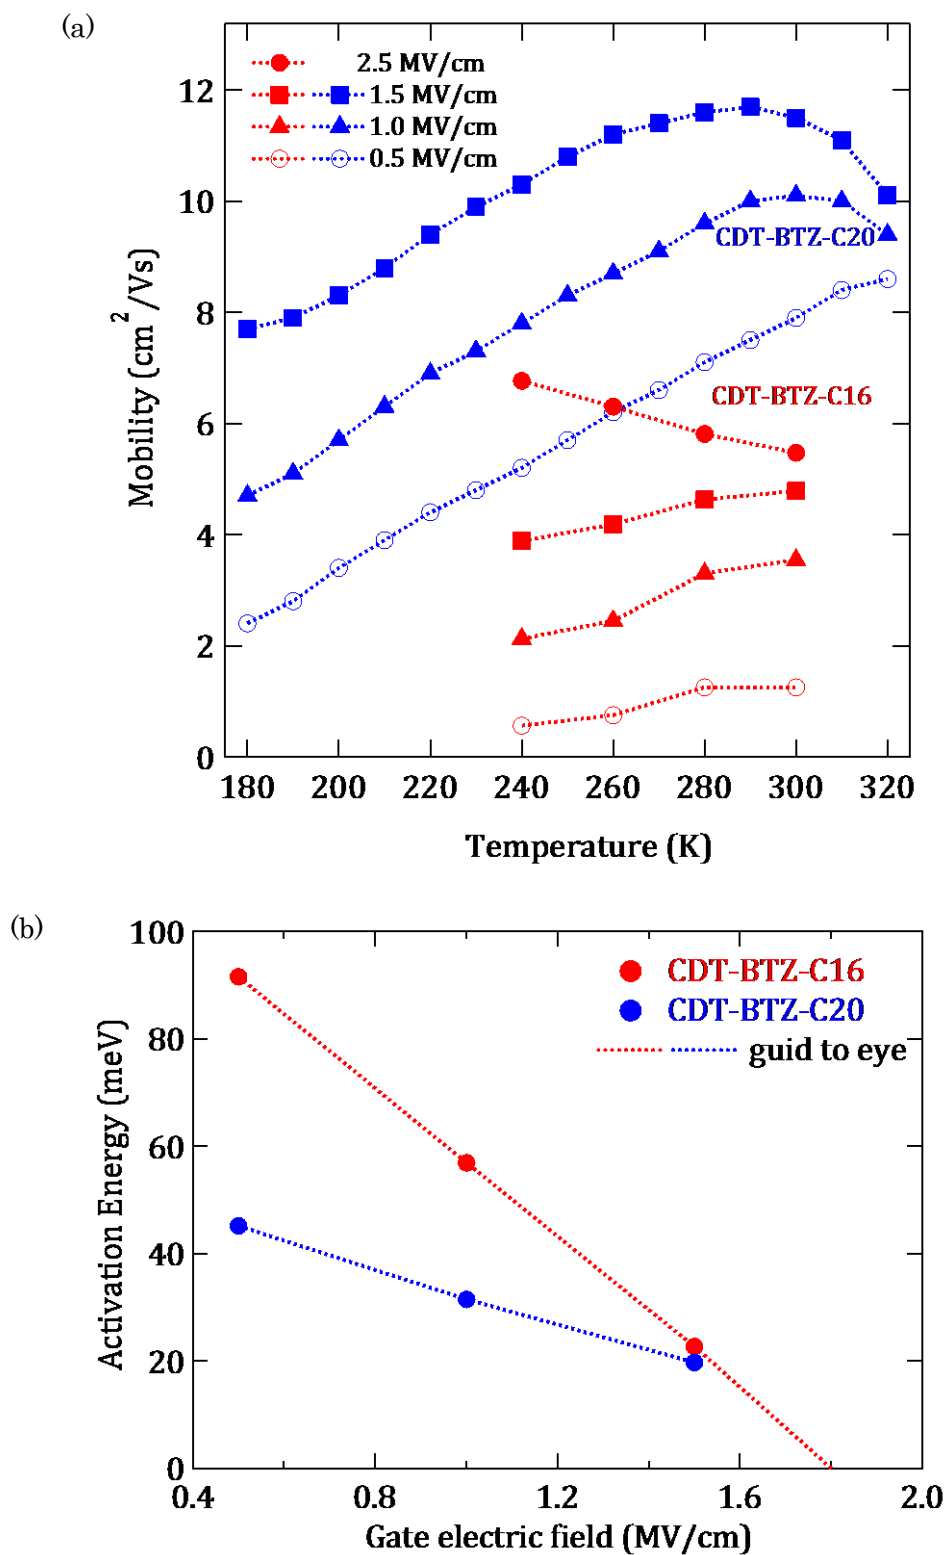 (a)
2.5 MV/cm
1.5 MV/cm
1.0 MV/cm
0.5 MV/cm
12
10
8
6
4
2
0
Mobility (cm²/Vs)
CDT-BTZ-C20
CDT-BTZ-C16
180 200 220 240 260 280 300 320
Temperature (K)
(b)
100
80
60
40
20
0
Activation Energy (meV)
CDT-BTZ-C16
CDT-BTZ-C20
guid to eye
0.4 0.8 1.2 1.6 2.0
Gate electric field (MV/cm)